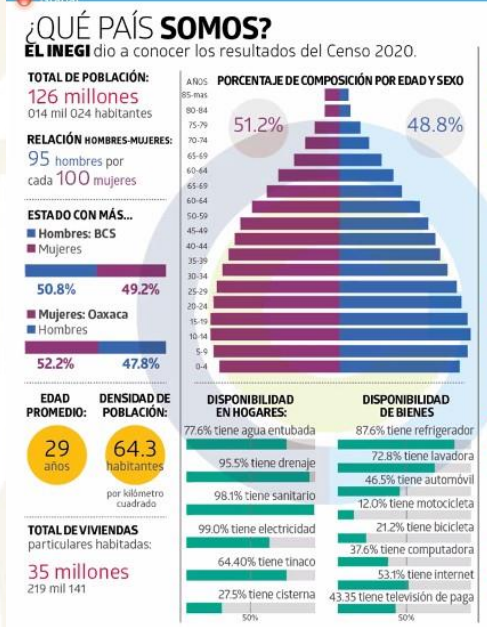 ¿QUÉ PAÍS SOMOS?
EL INEGI dio a conocer los resultados del Censo 2020.
TOTAL DE POBLACIÓN:
126 millones
014 mil 024 habitantes
RELACIÓN HOMBRES-MUJERES:
95 hombres por
cada 100 mujeres
ESTADO CON MÁS...
Hombres: BCS
Mujeres
50.8% 49.2%
Mujeres: Oaxaca
Hombres
52.2% 47.8%
AÑOS PORCENTAJE DE COMPOSICIÓN POR EDAD Y SEXO
51.2% 48.8%
85-mas
80-84
75-79
70-74
65-69
60-64
65-69
60-64
50-59
45-49
40-44
35-39
30-34
25-29
20-24
15-19
10-14
5-9
0-4
EDAD
PROMEDIO:
29
años
DENSIDAD DE
POBLACIÓN:
64.3
habitantes
por kilómetro
cuadrado
TOTAL DE VIVIENDAS
particulares habitadas:
35 millones
219 mil 141
DISPONIBILIDAD
EN HOGARES:
77.6% tiene agua entubada
95.5% tiene drenaje
98.1% tiene sanitario
99.0% tiene electricidad
64.40% tiene tinaco
27.5% tiene cisterna
50%
DISPONIBILIDAD
DE BIENES
87.6% tiene refrigerador
72.8% tiene lavadora
46.5% tiene automóvil
12.0% tiene motocicleta
21.2% tiene bicicleta
37.6% tiene computadora
53.1% tiene internet
43.35 tiene televisión de paga
50%